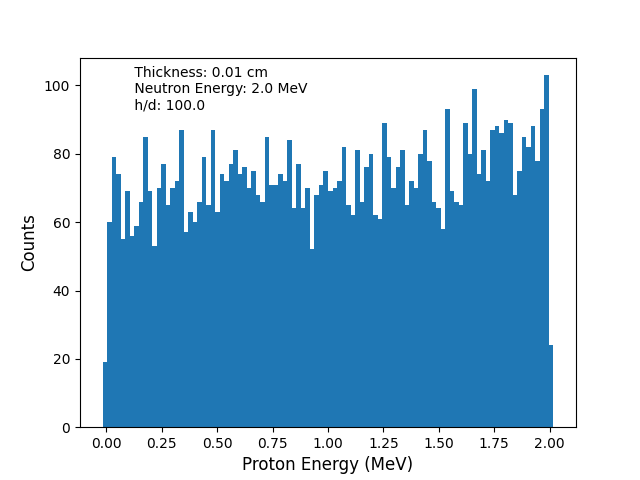 Thickness: 0.01 cm
Neutron Energy: 2.0 MeV
h/d: 100.0
100
80
60
40
20
0
Counts
0.00 0.25 0.50 0.75 1.00 1.25 1.50 1.75 2.00
Proton Energy (MeV)